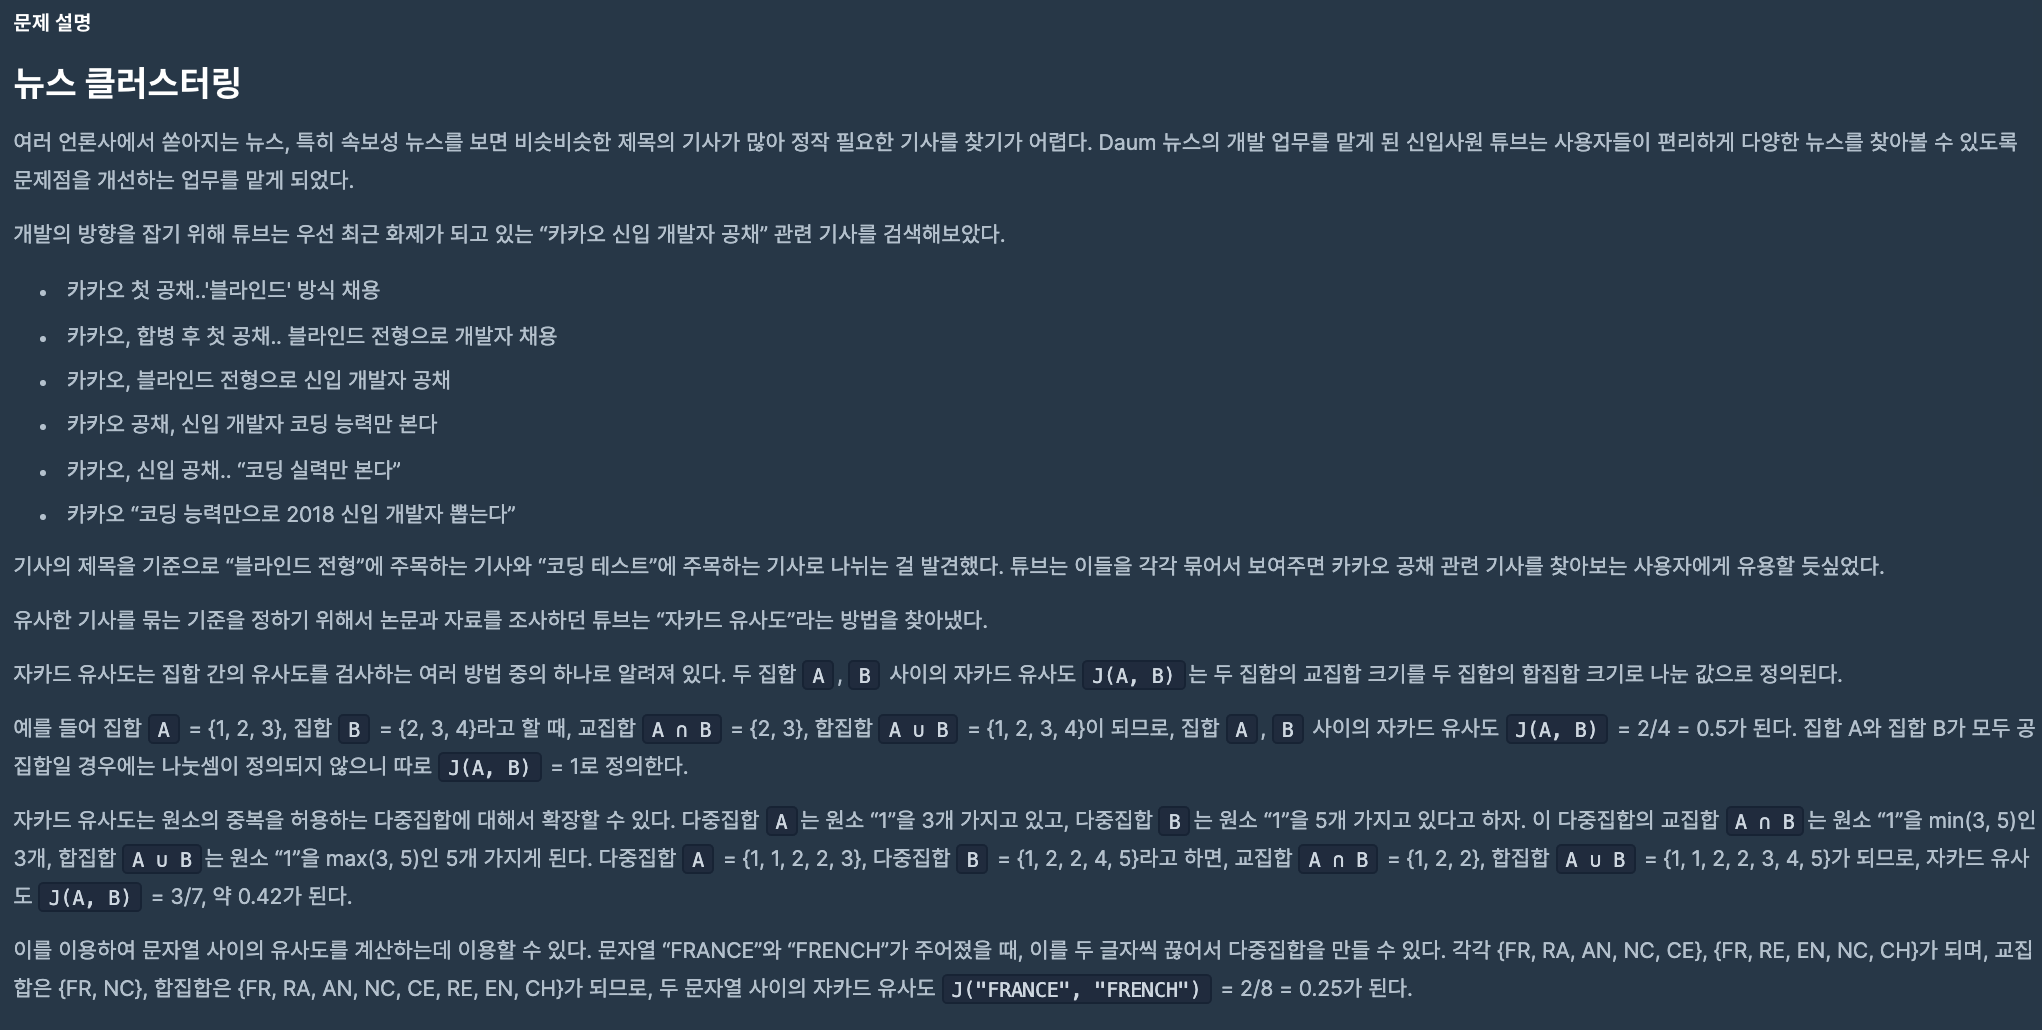 문제 설명
뉴스 클러스터링
여러 언론사에서 쏟아지는 뉴스, 특히 속보성 뉴스를 보면 비슷비슷한 제목의 기사가 많아 정작 필요한 기사를 찾기가 어렵다. Daum 뉴스의 개발 업무를 맡게 된 신입사원 튜브는 사용자들이 편리하게 다양한 뉴스를 찾아볼 수 있도록
문제점을 개선하는 업무를 맡게 되었다.
개발의 방향을 잡기 위해 튜브는 우선 최근 화제가 되고 있는 “카카오 신입 개발자 공채” 관련 기사를 검색해보았다.
• 카카오 첫 공채..'블라인드' 방식 채용
• 카카오, 합병 후 첫 공채.. 블라인드 전형으로 개발자 채용
• 카카오, 블라인드 전형으로 신입 개발자 공채
• 카카오 공채, 신입 개발자 코딩 능력만 본다
• 카카오, 신입 공채.. “코딩 실력만 본다”
• 카카오 “코딩 능력만으로 2018 신입 개발자 뽑는다”
기사의 제목을 기준으로 “블라인드 전형”에 주목하는 기사와 “코딩 테스트”에 주목하는 기사로 나뉘는 걸 발견했다. 튜브는 이들을 각각 묶어서 보여주면 카카오 공채 관련 기사를 찾아보는 사용자에게 유용할 듯싶었다.
유사한 기사를 묶는 기준을 정하기 위해서 논문과 자료를 조사하던 튜브는 “자카드 유사도”라는 방법을 찾아냈다.
자카드 유사도는 집합 간의 유사도를 검사하는 여러 방법 중의 하나로 알려져 있다. 두 집합 A, B 사이의 자카드 유사도 J(A, B)는 두 집합의 교집합 크기를 두 집합의 합집합 크기로 나눈 값으로 정의된다.
예를 들어 집합 A = {1, 2, 3}, 집합 B = {2, 3, 4}라고 할 때, 교집합 A ∩ B = {2, 3}, 합집합 A ∪ B = {1, 2, 3, 4}이 되므로, 집합 A, B 사이의 자카드 유사도 J(A, B) = 2/4 = 0.5가 된다. 집합 A와 집합 B가 모두 공
집합일 경우에는 나눗셈이 정의되지 않으니 따로 J(A, B) = 1로 정의한다.
자카드 유사도는 원소의 중복을 허용하는 다중집합에 대해서 확장할 수 있다. 다중집합 A는 원소 “1”을 3개 가지고 있고, 다중집합 B는 원소 “1”을 5개 가지고 있다고 하자. 이 다중집합의 교집합 A ∩ B는 원소 “1”을 min(3, 5)인
3개, 합집합 A ∪ B는 원소 “1”을 max(3, 5)인 5개 가지게 된다. 다중집합 A = {1, 1, 2, 2, 3}, 다중집합 B = {1, 2, 2, 4, 5}라고 하면, 교집합 A ∩ B = {1, 2, 2}, 합집합 A ∪ B = {1, 1, 2, 2, 3, 4, 5}가 되므로, 자카드 유사
도 J(A, B) = 3/7, 약 0.42가 된다.
이를 이용하여 문자열 사이의 유사도를 계산하는데 이용할 수 있다. 문자열 “FRANCE”와 “FRENCH”가 주어졌을 때, 이를 두 글자씩 끊어서 다중집합을 만들 수 있다. 각각 {FR, RA, AN, NC, CE}, {FR, RE, EN, NC, CH}가 되며, 교집
합은 {FR, NC}, 합집합은 {FR, RA, AN, NC, CE, RE, EN, CH}가 되므로, 두 문자열 사이의 자카드 유사도 J("FRANCE", "FRENCH") = 2/8 = 0.25가 된다.